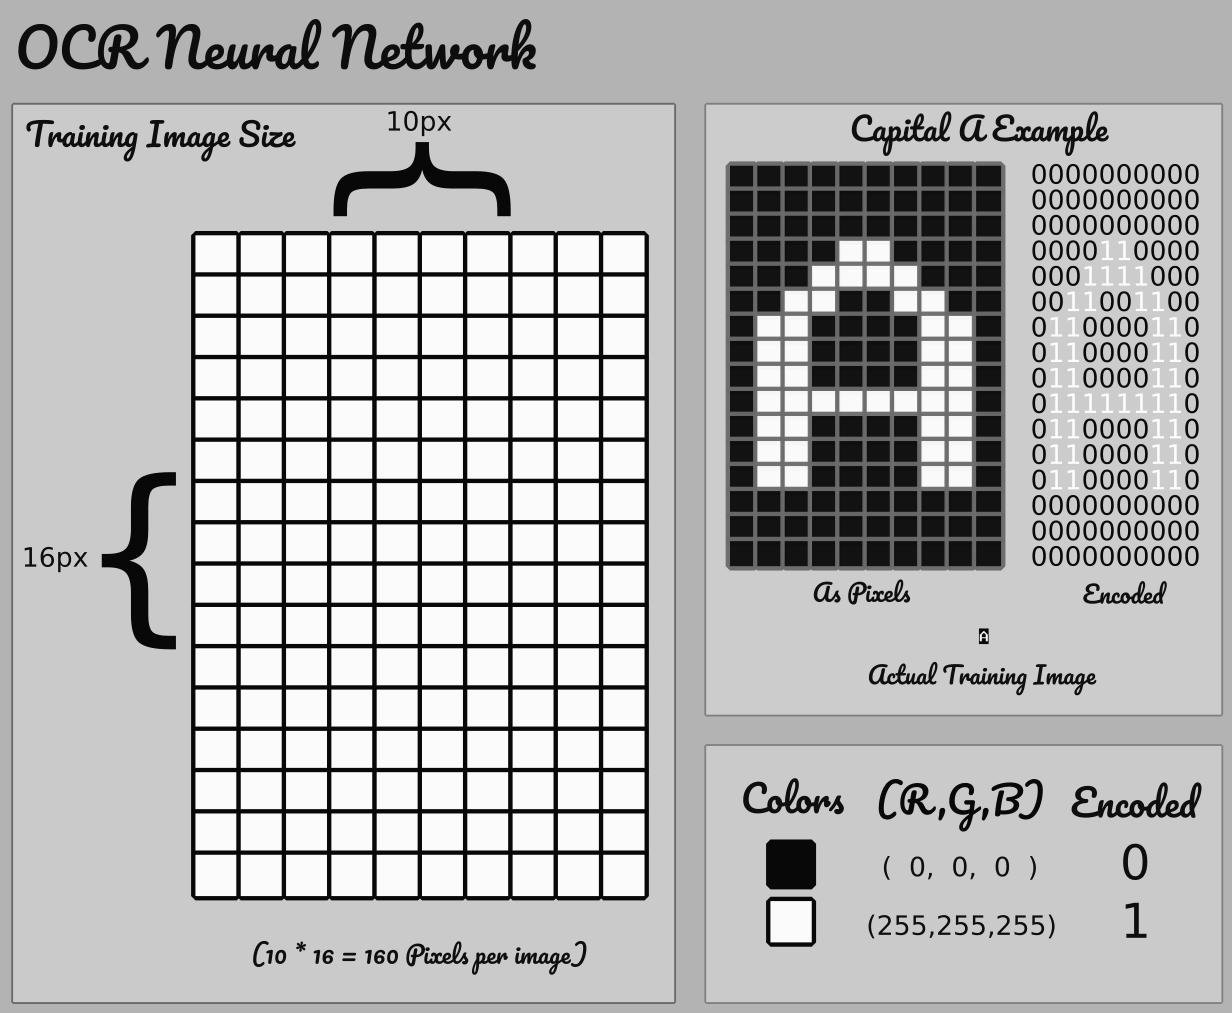 OCR Neural Network
Training Image Size
10px
16px
(10 * 16 = 160 Pixels per image)
Capital A Example
0000000000
0000000000
0000000000
0000110000
0001111000
0011001100
0110000110
0110000110
0110000110
0111111110
0110000110
0110000110
0110000110
0000000000
0000000000
0000000000
As Pixels
Encoded
A
Actual Training Image
Colors (R,G,B) Encoded
( 0, 0, 0 ) 0
(255,255,255) 1